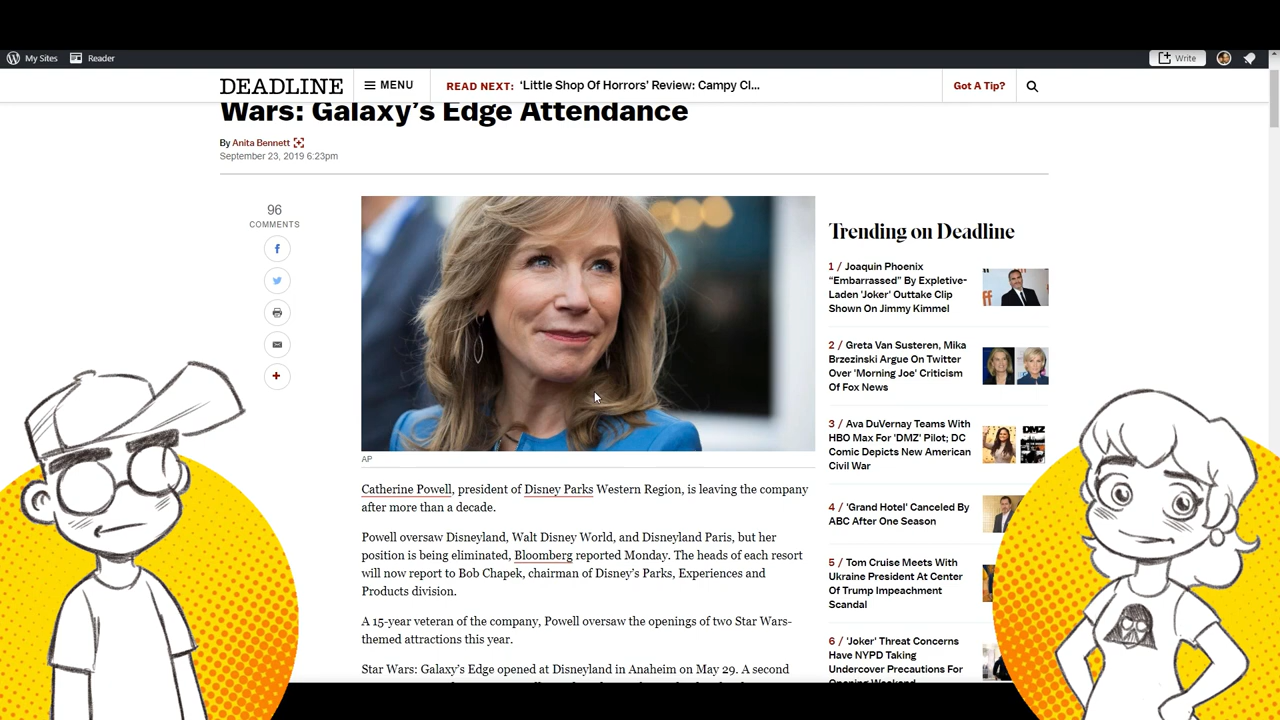 My Sites
Reader
Write
DEADLINE
MENU
READ NEXT: 'Little Shop Of Horrors' Review: Campy Cl...
Got A Tip?
Wars: Galaxy's Edge Attendance
By Anita Bennett
September 23, 2019 6:23pm
96
COMMENTS
AP
Catherine Powell, president of Disney Parks Western Region, is leaving the company
after more than a decade.
Powell oversaw Disneyland, Walt Disney World, and Disneyland Paris, but her
position is being eliminated, Bloomberg reported Monday. The heads of each resort
will now report to Bob Chapek, chairman of Disney's Parks, Experiences and
Products division.
A 15-year veteran of the company, Powell oversaw the openings of two Star Wars-
themed attractions this year.
Star Wars: Galaxy's Edge opened at Disneyland in Anaheim on May 29. A second
Trending on Deadline
1 / Joaquin Phoenix
"Embarrassed" By Expletive-
Laden 'Joker' Outtake Clip
Shown On Jimmy Kimmel
2 / Greta Van Susteren, Mika
Brzezinski Argue On Twitter
Over 'Morning Joe' Criticism
Of Fox News
3 / Ava DuVernay Teams With
HBO Max For 'DMZ' Pilot; DC
Comic Depicts New American
Civil War
DMZ
4 / 'Grand Hotel' Canceled By
ABC After One Season
5 / Tom Cruise Meets With
Ukraine President At Center
Of Trump Impeachment
Scandal
6 / 'Joker' Threat Concerns
Have NYPD Taking
Undercover Precautions For
Opening Weekend